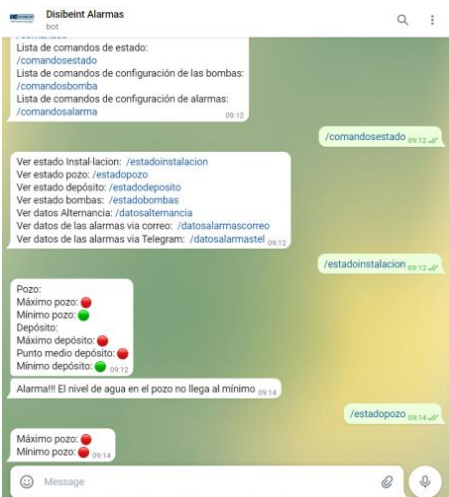 Disibeint Alarmas
bot
Lista de comandos de estado:
/comandosestado
Lista de comandos de configuración de las bombas:
/comandosbomba
Lista de comandos de configuración de alarmas:
/comandosalarma
09:12
/comandosestado 09:12
Ver estado Instal·lacion: /estadoinstalacion
Ver estado pozo: /estadopozo
Ver estado depósito: /estadodeposito
Ver estado bombas: /estadobombas
Ver datos Alternancia: /datosalternancia
Ver datos de las alarmas via correo: /datosalarmascorreo
Ver datos de las alarmas via Telegram: /datosalarmastel 09:12
/estadoinstalacion 09:12
Pozo:
Máximo pozo: 🔴
Mínimo pozo: 🟢
Depósito:
Máximo depósito: 🔴
Punto medio depósito: 🔴
Mínimo depósito: 🟢 09:12
Alarma!!! El nivel de agua en el pozo no llega al mínimo 09:14
/estadopozo 09:14
Máximo pozo: 🔴
Mínimo pozo: 🔴 09:14
Message